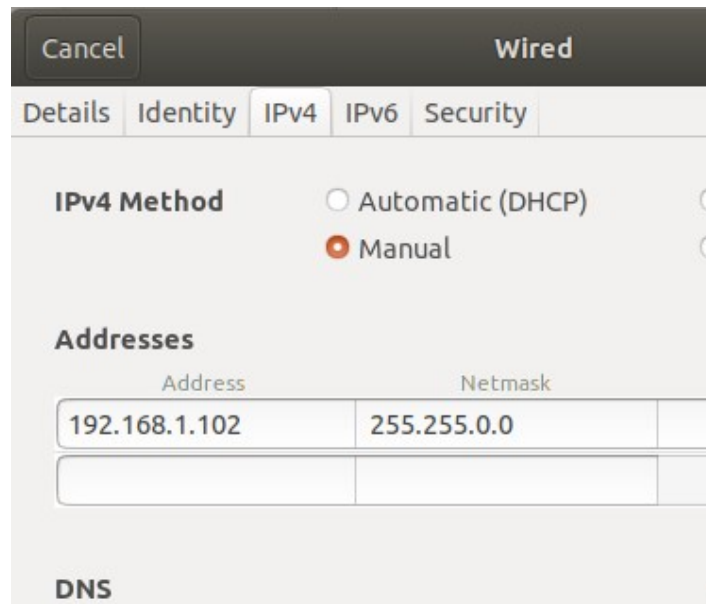 Cancel Wired
Details Identity IPv4 IPv6 Security
IPv4 Method Automatic (DHCP)
Manual
Addresses
Address Netmask
192.168.1.102 255.255.0.0
DNS